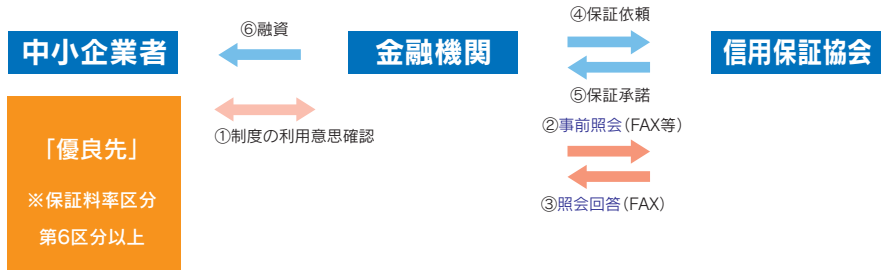 中小企業者
⑥融資
金融機関
④保証依頼
信用保証協会
⑤保証承諾
「優良先」
※保証料率区分
第6区分以上
①制度の利用意思確認
②事前照会(FAX等)
③照会回答(FAX)